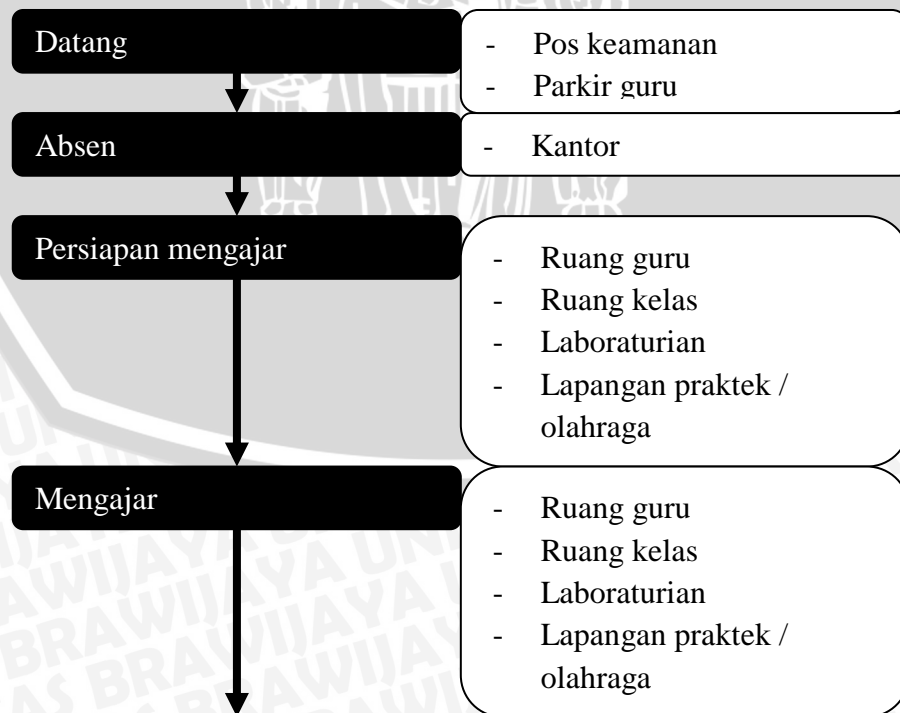 Datang
- Pos keamanan
- Parkir guru
Absen
- Kantor
Persiapan mengajar
- Ruang guru
- Ruang kelas
- Laboraturian
- Lapangan praktek /
olahraga
Mengajar
- Ruang guru
- Ruang kelas
- Laboraturian
- Lapangan praktek /
olahraga
BRAWIJAYA